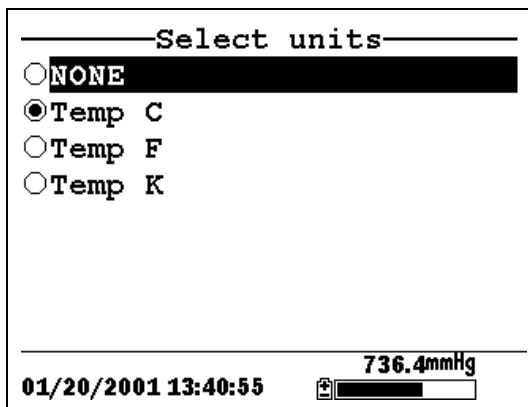 Select units
NONE
Temp C
Temp F
Temp K
736.4mmHg
01/20/2001 13:40:55